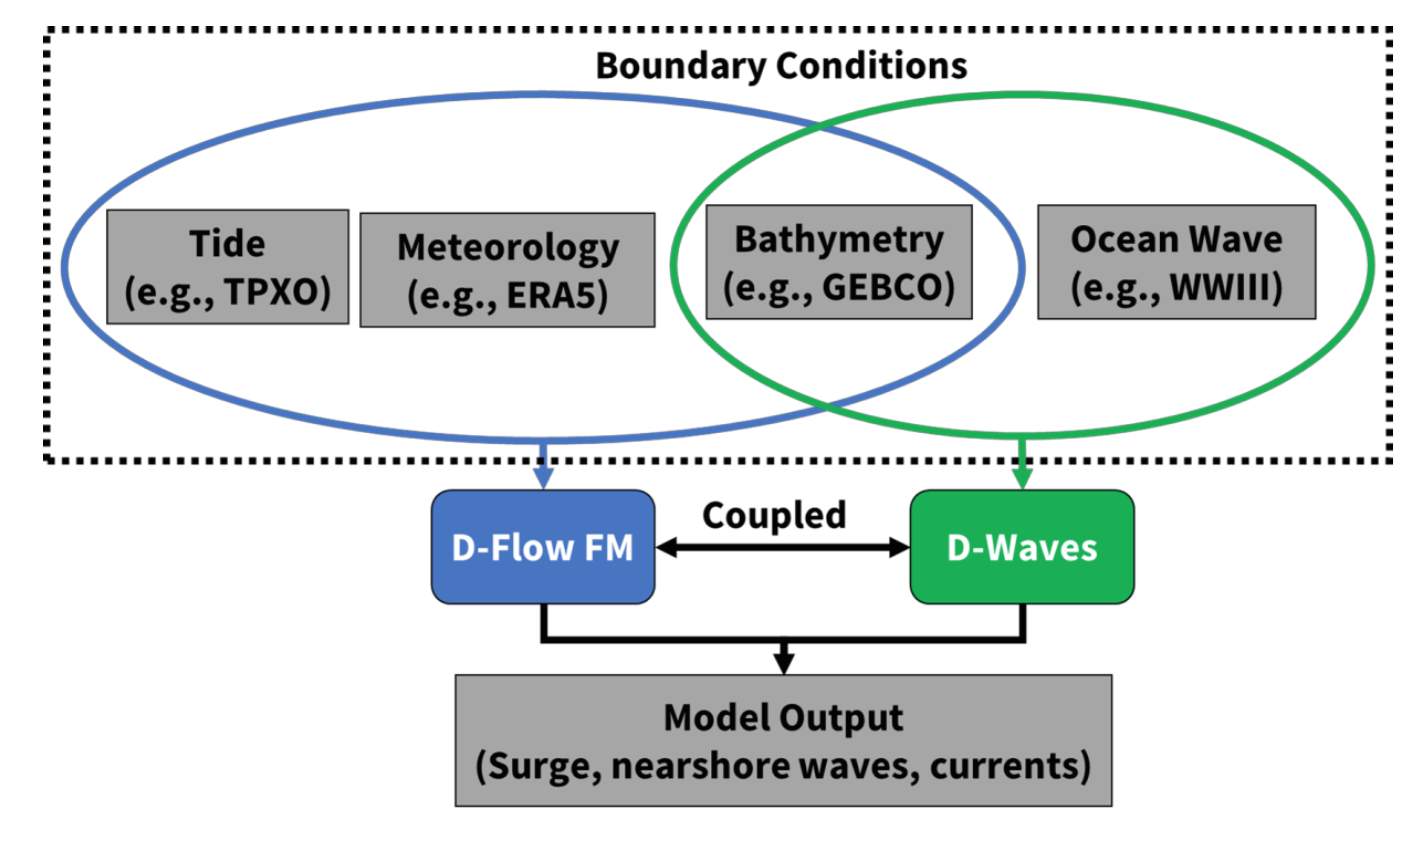 Boundary Conditions
Tide
(e.g., TPXO)
Meteorology
(e.g., ERA5)
Bathymetry
(e.g., GEBCO)
Ocean Wave
(e.g., WWIII)
D-Flow FM
Coupled
D-Waves
Model Output
(Surge, nearshore waves, currents)